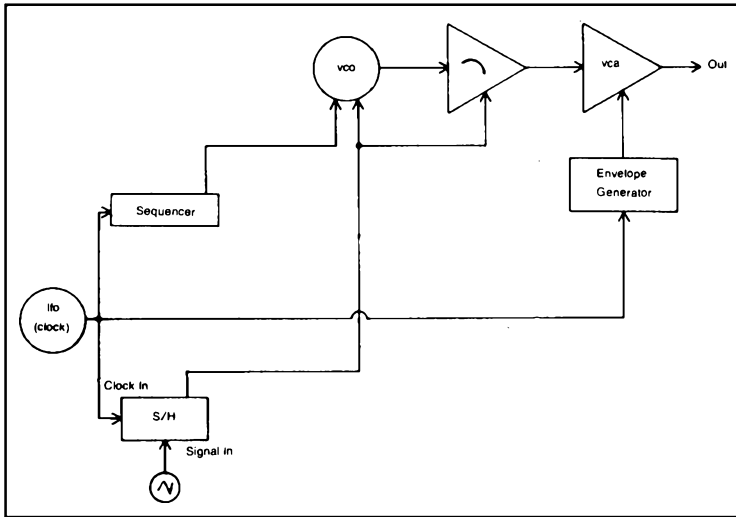 vco
vca
Out
Envelope
Generator
Sequencer
lfo
(clock)
Clock In
S/H
Signal In